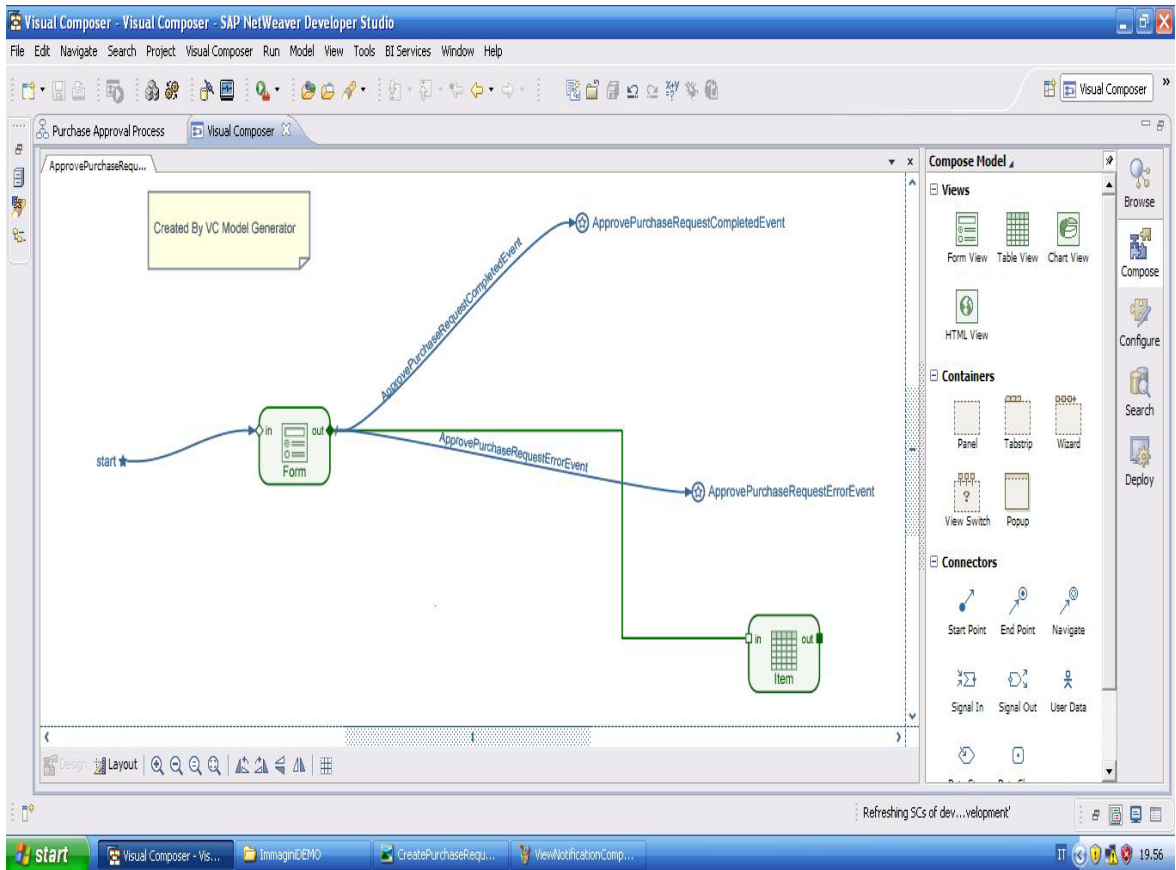 Visual Composer - Visual Composer - SAP NetWeaver Developer Studio
File Edit Navigate Search Project Visual Composer Run Model View Tools BI Services Window Help
Visual Composer
»
Purchase Approval Process Visual Composer
ApprovePurchaseRequ...
Created By VC Model Generator
ApprovePurchaseRequestCompletedEvent
ApprovePurchaseRequestCompletedEvent
start
in out
Form
ApprovePurchaseRequestErrorEvent
ApprovePurchaseRequestErrorEvent
in out
Item
Design Layout
Compose Model
Views
Form View Table View Chart View
HTML View
Containers
Panel Tabstrip Wizard
View Switch Popup
Connectors
Start Point End Point Navigate
Signal In Signal Out User Data
Browse
Compose
Configure
Search
Deploy
Refreshing SCs of dev...velopment'
start Visual Composer - Vis... ImmaginiDEMO CreatePurchaseRequ... ViewNotificationComp... IT 19.56